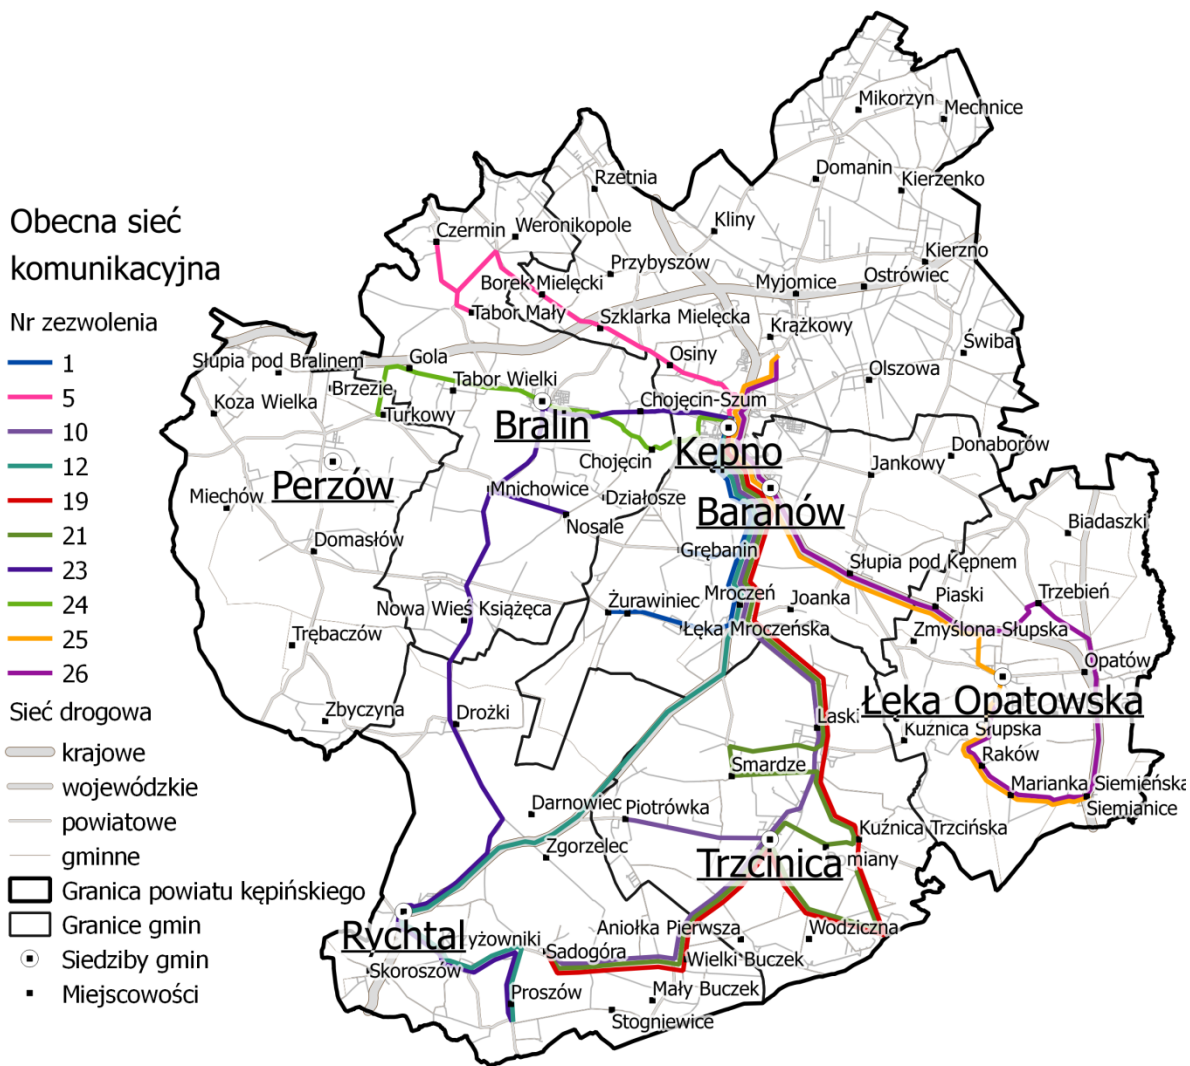 Obecna sieć
komunikacyjna
Nr zezwolenia
1
5
10
12
19
21
23
24
25
26
Sieć drogowa
krajowe
wojewódzkie
powiatowe
gminne
Granica powiatu kępińskiego
Granice gmin
Siedziby gmin
Miejscowości
Mikorzyn
Mechnice
Domanin
Kierzenko
Rzetnia
Kliny
Czermin
Weronikopole
Kierzno
Przybyszów
Ostrówiec
Myjomice
Borek Mielęcki
Tabor Mały
Szklarka Mielęcka
Krążkowy
Świba
Słupia pod Bralinem
Gola
Osiny
Olszowa
Brzezie
Tabor Wielki
Koza Wielka
Turkowy
Chojęcin-Szum
Bralin
Kępno
Donaborów
Chojęcin
Jankowy
Perzów
Miechów
Mnichowice
Działosze
Baranów
Nosale
Biadaszki
Domasłów
Grębanin
Słupia pod Kępnem
Nowa Wieś Książęca
Żurawiniec
Mroczeń
Joanka
Piaski
Trzebień
Trębaczów
Łęka Mroczeńska
Zmyślona Słupska
Opatów
Łęka Opatowska
Zbyczyna
Drożki
Laski
Kuźnica Słupska
Smardze
Raków
Marianka Siemieńska
Siemianice
Darnowiec
Piotrówka
Kuźnica Trzcińska
Zgorzelec
Trzcinica
miany
Rychtal
yżowniki
Sadogóra
Aniołka Pierwsza
Wodziczna
Wielki Buczek
Skoroszów
Proszów
Mały Buczek
Stogniewice